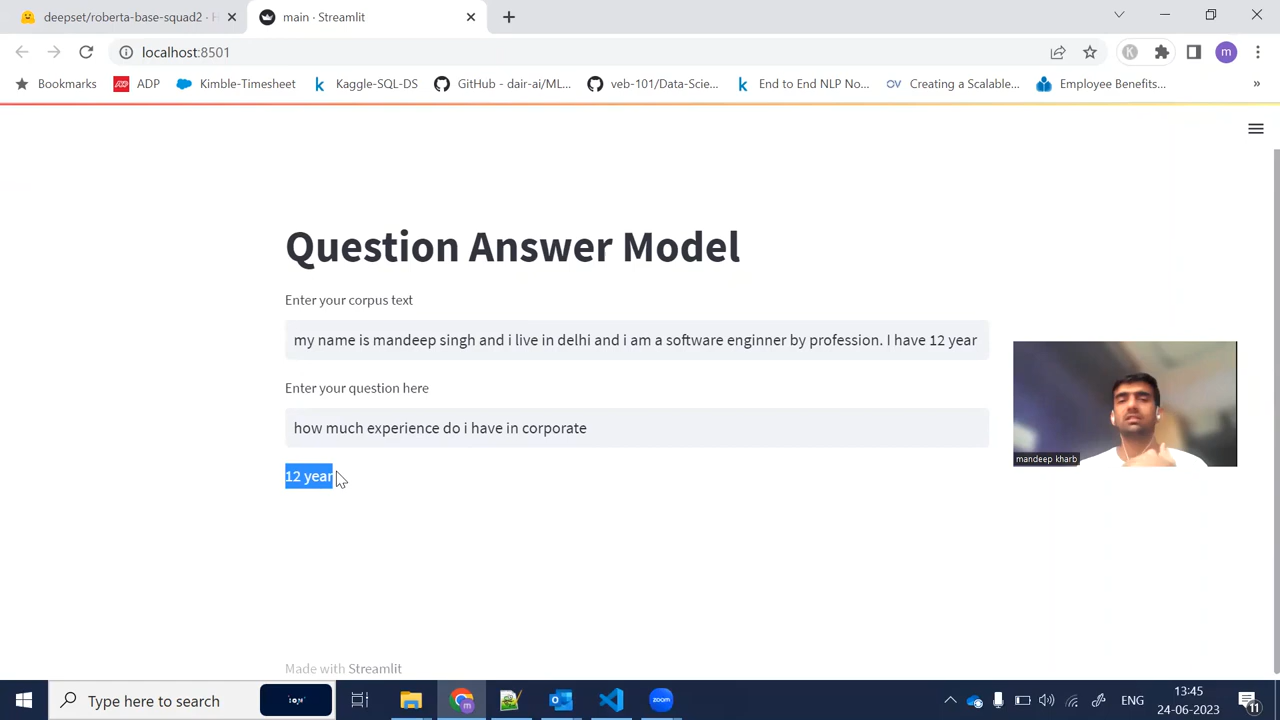 deepset/roberta-base-squad2 · H
main · Streamlit
localhost:8501
K
m
Bookmarks
ADP
Kimble-Timesheet
k
Kaggle-SQL-DS
GitHub - dair-ai/ML...
veb-101/Data-Scie...
k
End to End NLP No...
OV
Creating a Scalable...
Employee Benefits...
»
Question Answer Model
Enter your corpus text
my name is mandeep singh and i live in delhi and i am a software enginner by profession. I have 12 year
Enter your question here
how much experience do i have in corporate
12 year
mandeep kharb
Made with Streamlit
Type here to search
zoom
ENG
13:45
24-06-2023
11